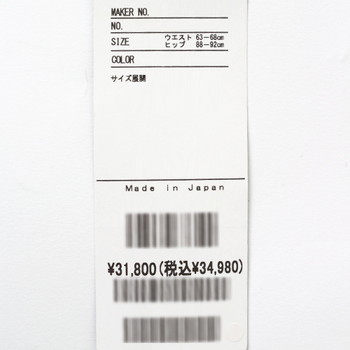 MAKER NO.
NO.
SIZE ウエスト 63－68㎝
ヒップ 88－92㎝
COLOR
サイズ展開
Made in Japan
¥31,800(税込¥34,980)